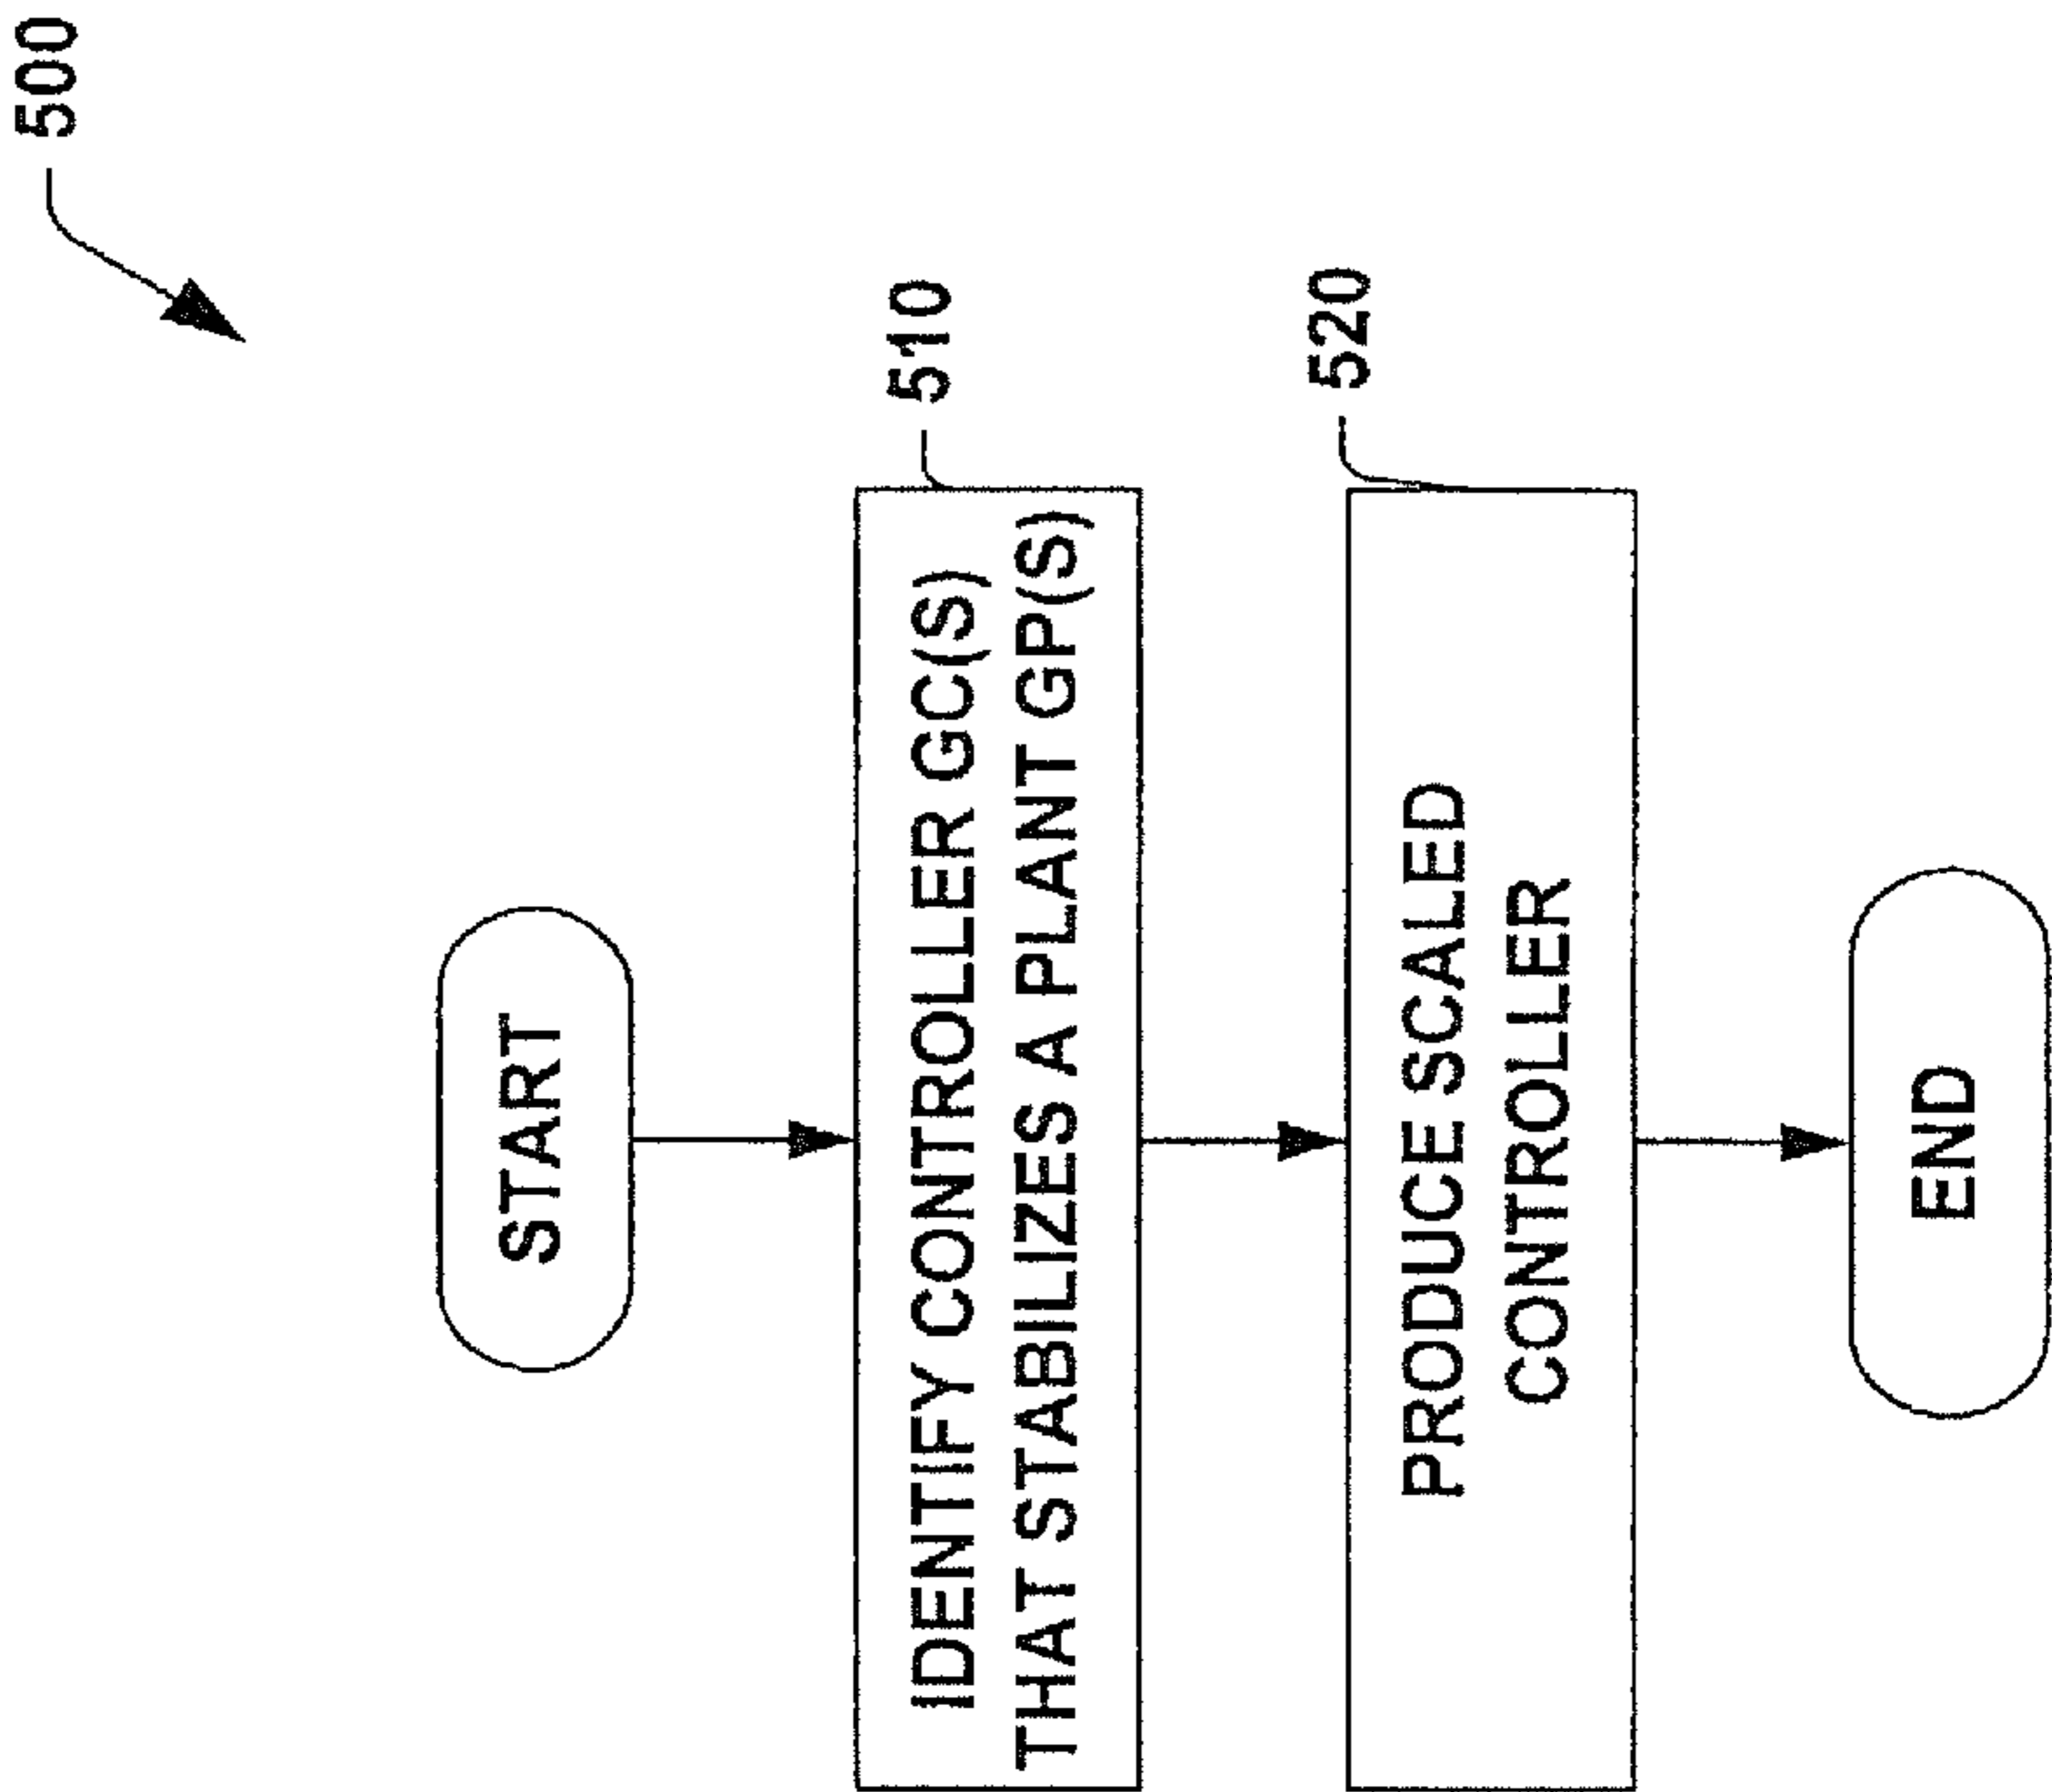 500
START
510
IDENTIFY CONTROLLER GC(S)
THAT STABILIZES A PLANT GP(S)
520
PRODUCE SCALED
CONTROLLER
END